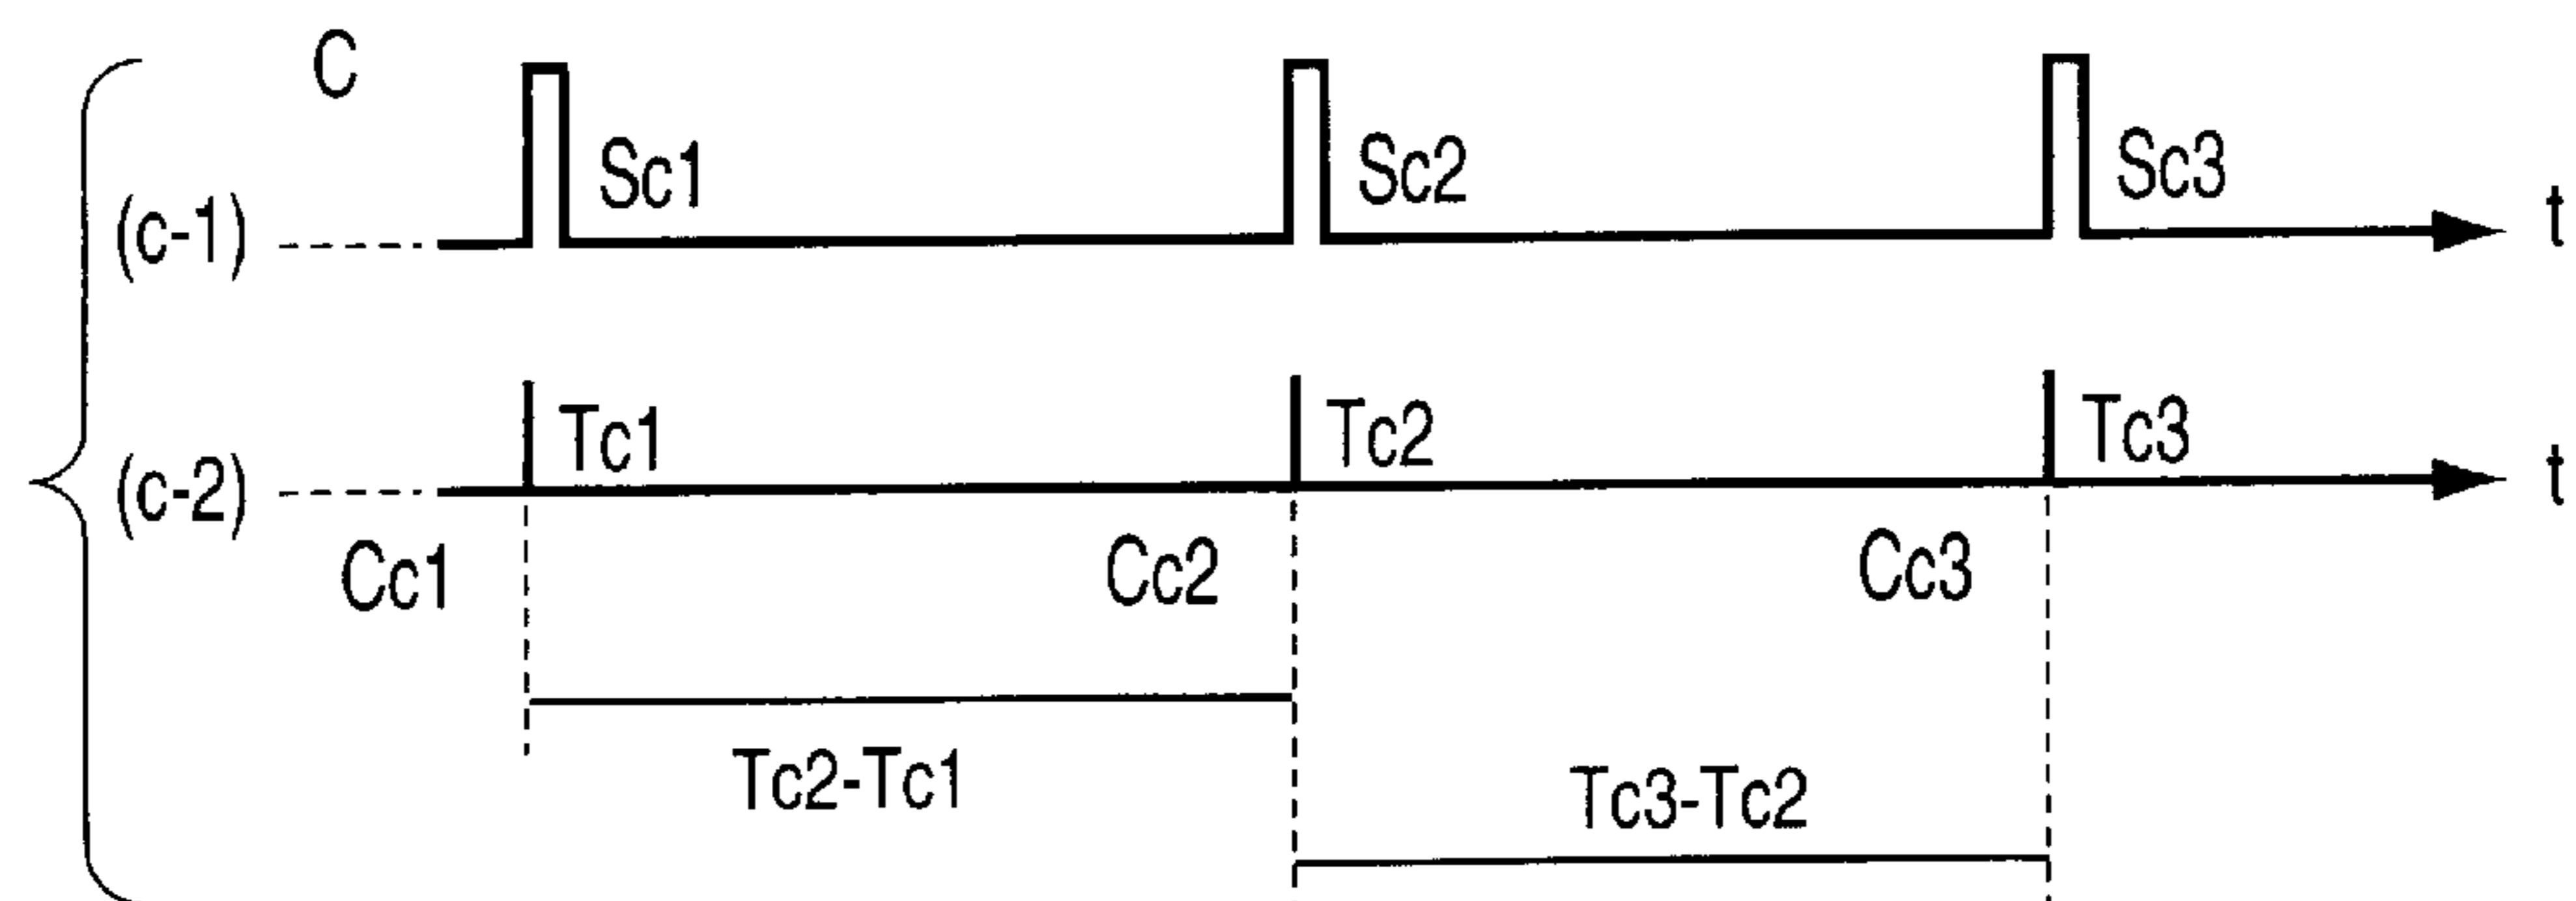 C
Sc1 Sc2 Sc3
(c-1) t
Tc1 Tc2 Tc3
(c-2) t
Cc1 Cc2 Cc3
Tc2-Tc1
Tc3-Tc2